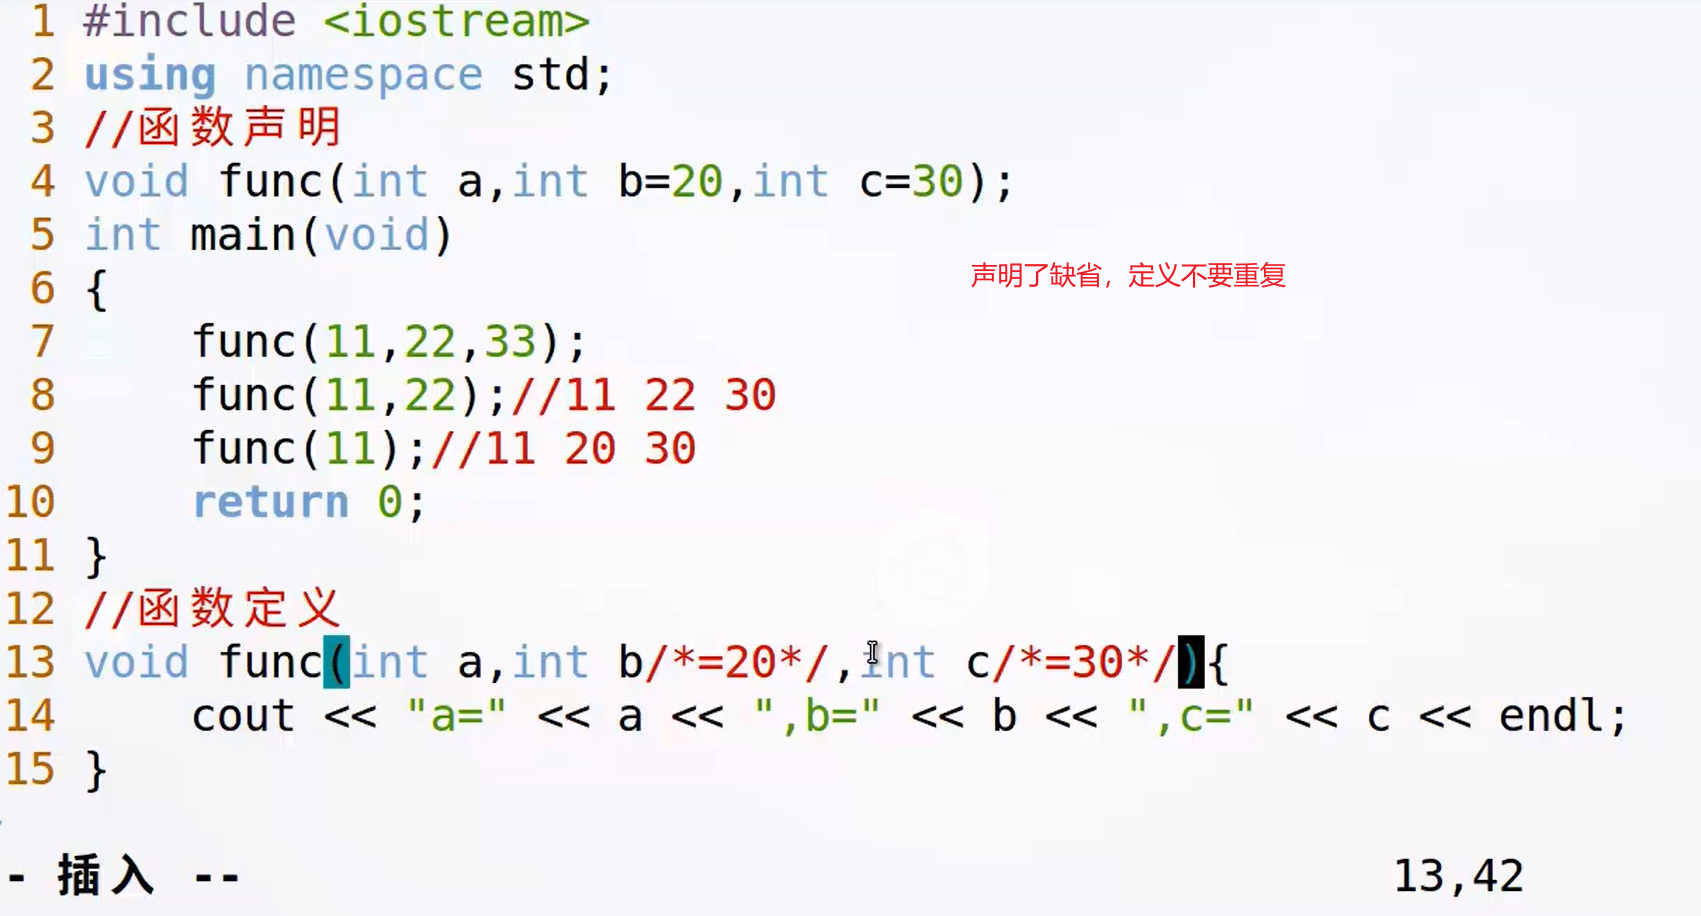 1 #include <iostream>
2 using namespace std;
3 //函数声明
4 void func(int a,int b=20,int c=30);
5 int main(void)
声明了缺省，定义不要重复
6 {
7     func(11,22,33);
8     func(11,22);//11 22 30
9     func(11);//11 20 30
10     return 0;
11 }
12 //函数定义
13 void func(int a,int b/*=20*/,int c/*=30*/){
14     cout << "a=" << a << ",b=" << b << ",c=" << c << endl;
15 }
- 插入 --
13,42